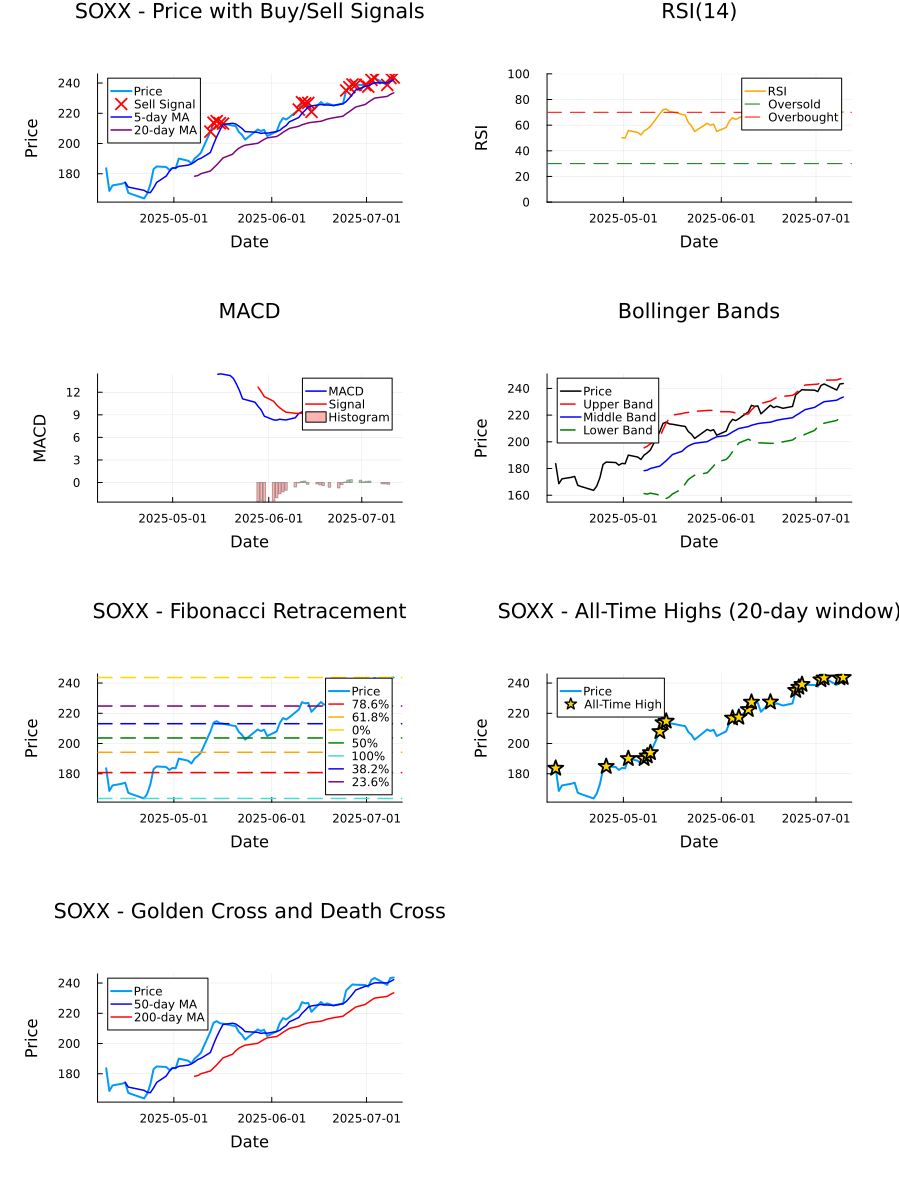 SOXX - Price with Buy/Sell Signals
Price
240
220
200
180
Price
Sell Signal
5-day MA
20-day MA
2025-05-01 2025-06-01 2025-07-01
Date
RSI(14)
RSI
100
80
60
40
20
0
RSI
Oversold
Overbought
2025-05-01 2025-06-01 2025-07-01
Date
MACD
MACD
12
9
6
3
0
MACD
Signal
Histogram
2025-05-01 2025-06-01 2025-07-01
Date
Bollinger Bands
Price
240
220
200
180
160
Price
Upper Band
Middle Band
Lower Band
2025-05-01 2025-06-01 2025-07-01
Date
SOXX - Fibonacci Retracement
Price
240
220
200
180
Price
78.6%
61.8%
0%
50%
100%
38.2%
23.6%
2025-05-01 2025-06-01 2025-07-01
Date
SOXX - All-Time Highs (20-day window)
Price
240
220
200
180
Price
All-Time High
2025-05-01 2025-06-01 2025-07-01
Date
SOXX - Golden Cross and Death Cross
Price
240
220
200
180
Price
50-day MA
200-day MA
2025-05-01 2025-06-01 2025-07-01
Date